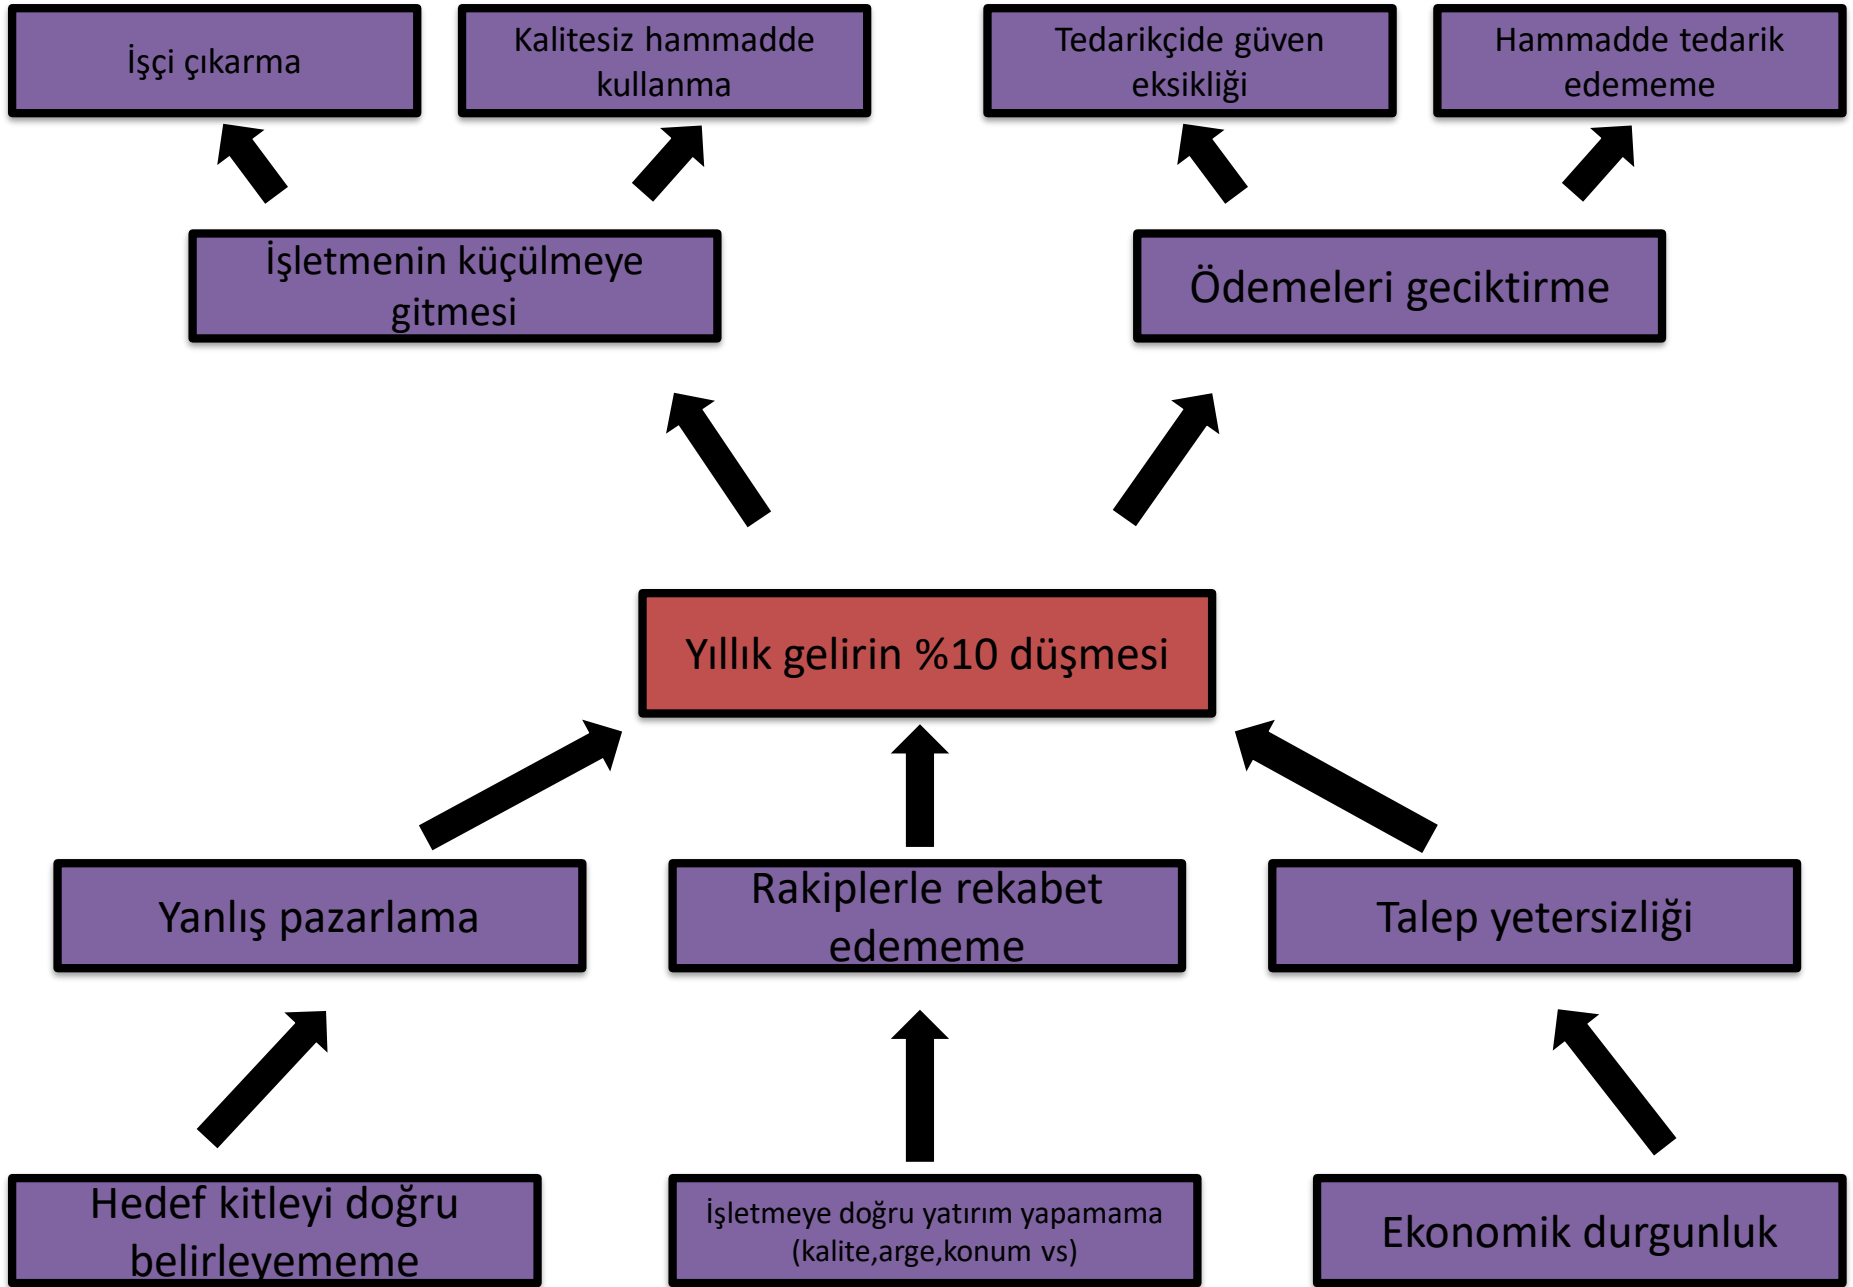 İşçi çıkarma
Kalitesiz hammadde
kullanma
Tedarikçide güven
eksikliği
Hammadde tedarik
edememe
İşletmenin küçülmeye
gitmesi
Ödemeleri geciktirme
Yıllık gelirin %10 düşmesi
Yanlış pazarlama
Rakiplerle rekabet
edememe
Talep yetersizliği
Hedef kitleyi doğru
belirleyememe
İşletmeye doğru yatırım yapamama
(kalite,arge,konum vs)
Ekonomik durgunluk